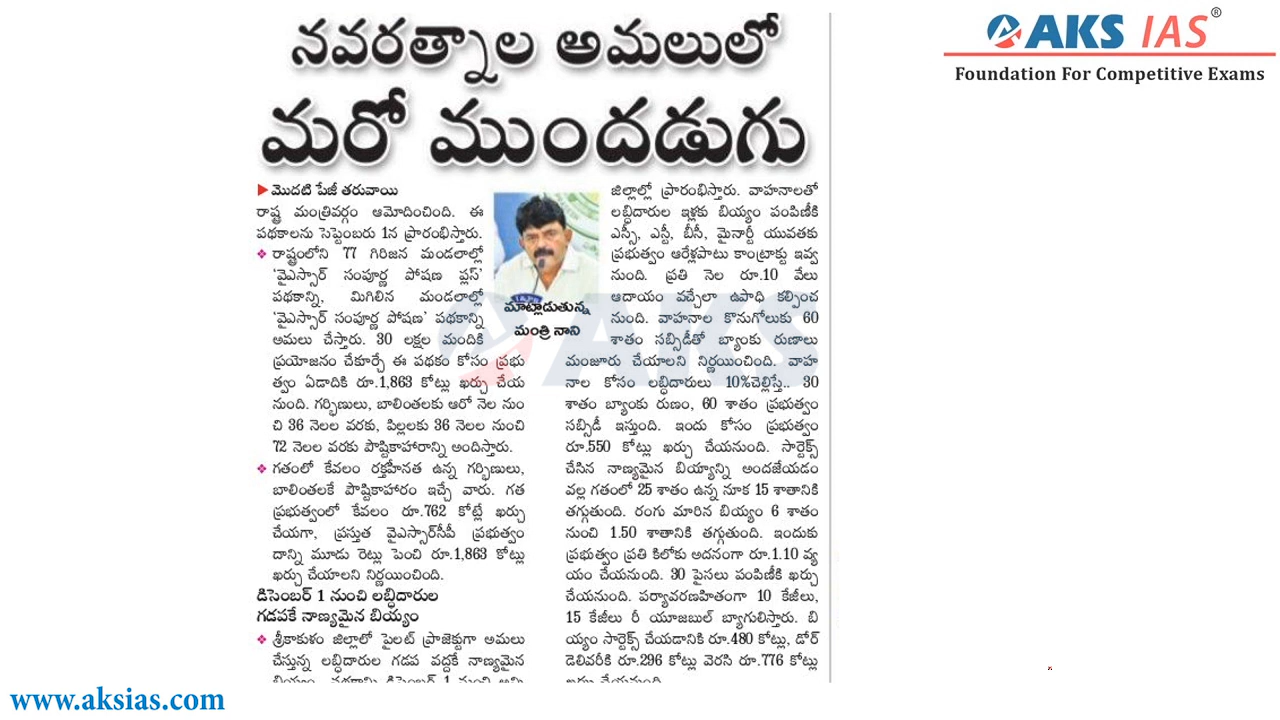 నవరత్నాల అమలులో
మరో ముందడుగు
మొదటి పేజీ తరువాయి
రాష్ట్ర మంత్రివర్గం ఆమోదించింది. ఈ
పథకాలను సెప్టెంబరు 1న ప్రారంభిస్తారు.
❖ రాష్ట్రంలోని 77 గిరిజన మండలాల్లో
'వైఎస్సార్ సంపూర్ణ పోషణ ప్లస్'
పథకాన్ని, మిగిలిన మండలాల్లో
'వైఎస్సార్ సంపూర్ణ పోషణ' పథకాన్ని
అమలు చేస్తారు. 30 లక్షల మందికి
ప్రయోజనం చేకూర్చే ఈ పథకం కోసం ప్రభు
త్వం ఏడాదికి రూ.1,863 కోట్లు ఖర్చు చేయ
నుంది. గర్భిణులు, బాలింతలకు ఆరో నెల నుం
చి 36 నెలల వరకు, పిల్లలకు 36 నెలల నుంచి
72 నెలల వరకు పౌష్టికాహారాన్ని అందిస్తారు.
❖ గతంలో కేవలం రక్తహీనత ఉన్న గర్భిణులు,
బాలింతలకే పౌష్టికాహారం ఇచ్చే వారు. గత
ప్రభుత్వంలో కేవలం రూ.762 కోట్లే ఖర్చు
చేయగా, ప్రస్తుత వైఎస్సార్‌సీపీ ప్రభుత్వం
దాన్ని మూడు రెట్లు పెంచి రూ.1,863 కోట్లు
ఖర్చు చేయాలని నిర్ణయించింది.
డిసెంబర్ 1 నుంచి లబ్ధిదారుల
గడపకే నాణ్యమైన బియ్యం
❖ శ్రీకాకుళం జిల్లాలో పైలట్ ప్రాజెక్టుగా అమలు
చేస్తున్న లబ్ధిదారుల గడప వద్దకే నాణ్యమైన
బియ్యం పథకాన్ని డిసెంబర్ 1 నుంచి అన్ని
మాట్లాడుతున్న
మంత్రి నాని
జిల్లాల్లో ప్రారంభిస్తారు. వాహనాలతో
లబ్ధిదారుల ఇళ్లకు బియ్యం పంపిణీకి
ఎస్సీ, ఎస్టీ, బీసీ, మైనార్టీ యువతకు
ప్రభుత్వం ఆరేళ్లపాటు కాంట్రాక్టు ఇవ్వ
నుంది. ప్రతి నెల రూ.10 వేలు
ఆదాయం వచ్చేలా ఉపాధి కల్పించ
నుంది. వాహనాల కొనుగోలుకు 60
శాతం సబ్సిడీతో బ్యాంకు రుణాలు
మంజూరు చేయాలని నిర్ణయించింది. వాహ
నాల కోసం లబ్ధిదారులు 10%చెల్లిస్తే.. 30
శాతం బ్యాంకు రుణం, 60 శాతం ప్రభుత్వం
సబ్సిడీ ఇస్తుంది. ఇందు కోసం ప్రభుత్వం
రూ.550 కోట్లు ఖర్చు చేయనుంది. సార్టెక్స్
చేసిన నాణ్యమైన బియ్యాన్ని అందజేయడం
వల్ల గతంలో 25 శాతం ఉన్న నూక 15 శాతానికి
తగ్గుతుంది. రంగు మారిన బియ్యం 6 శాతం
నుంచి 1.50 శాతానికి తగ్గుతుంది. ఇందుకు
ప్రభుత్వం ప్రతి కిలోకు అదనంగా రూ.1.10 వ్య
యం చేయనుంది. 30 పైసలు పంపిణీకి ఖర్చు
చేయనుంది. పర్యావరణహితంగా 10 కేజీలు,
15 కేజీలు రీ యూజబుల్ బ్యాగులిస్తారు. బి
య్యం సార్టెక్స్ చేయడానికి రూ.480 కోట్లు, డోర్
డెలివరీకి రూ.296 కోట్లు వెరసి రూ.776 కోట్లు
ఖర్చు చేయనుంది.
AKS
AKS IAS®
Foundation For Competitive Exams
www.aksias.com